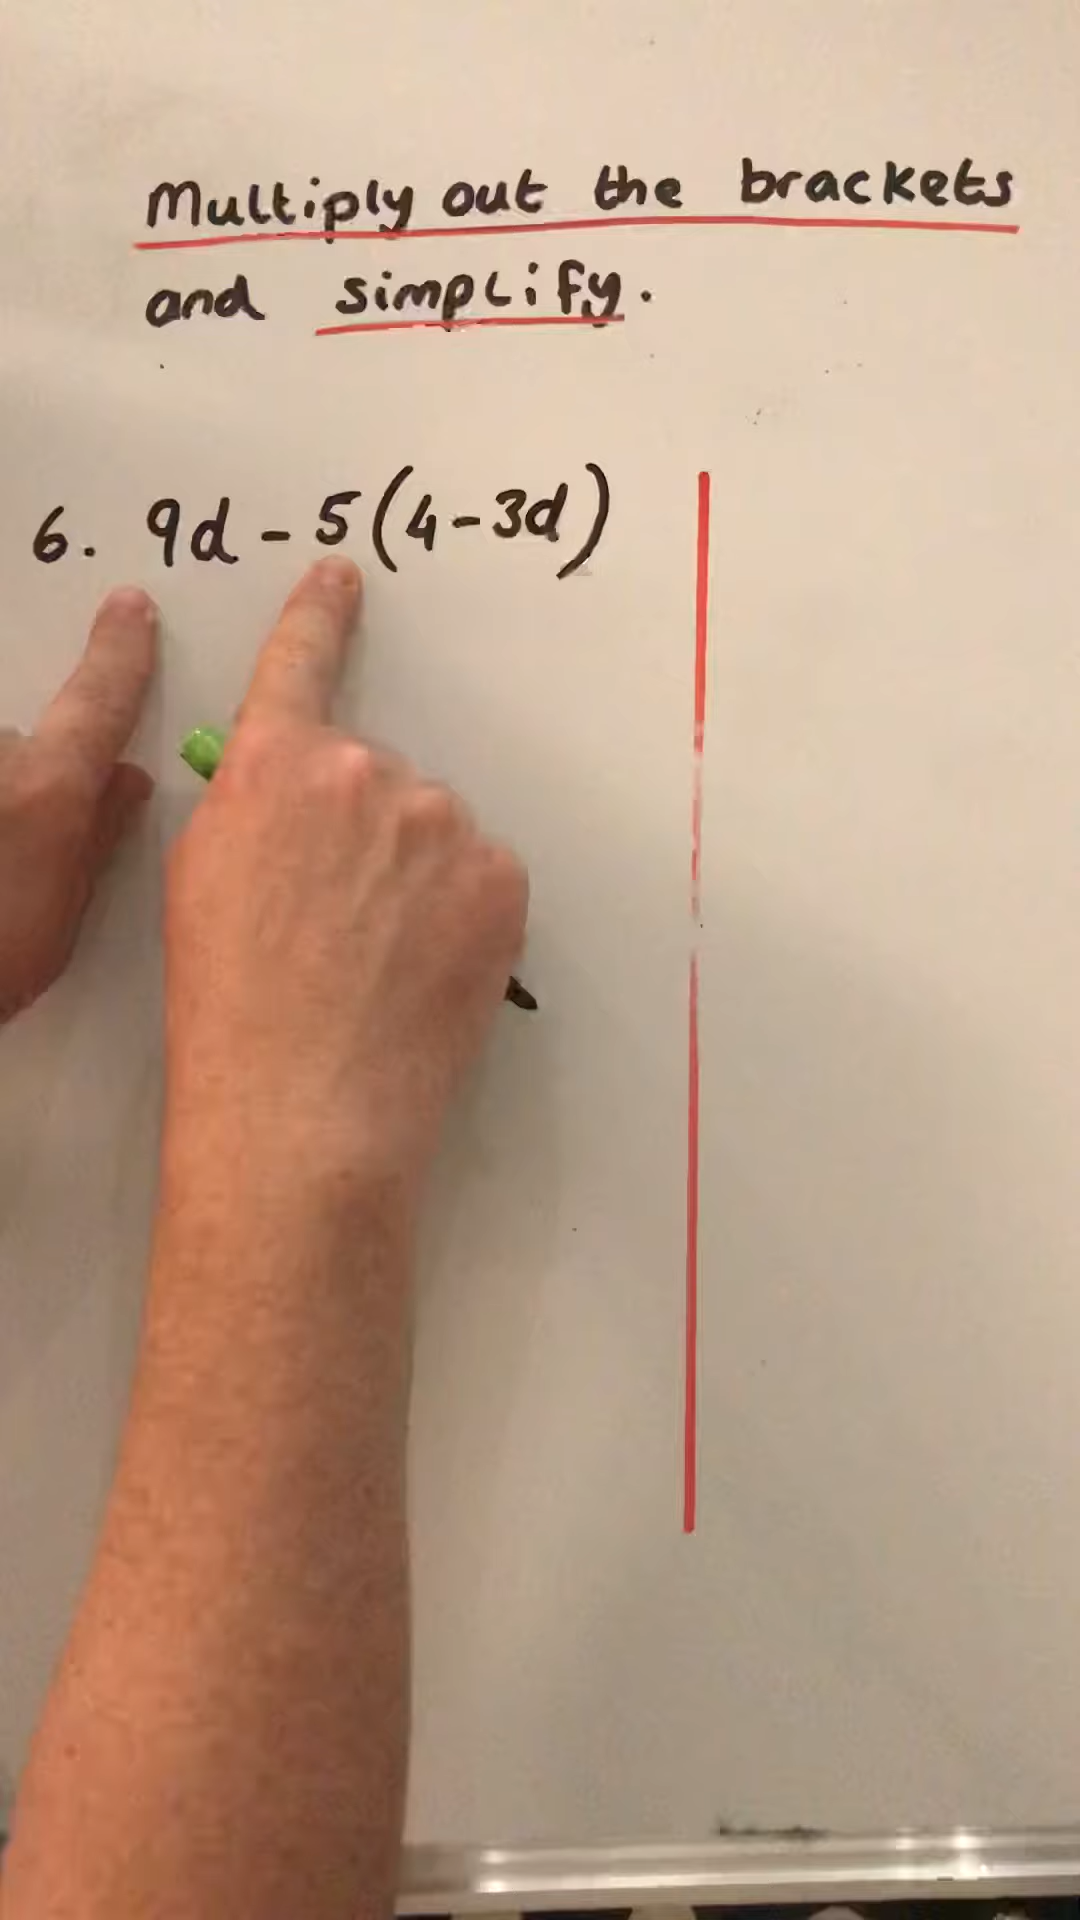 Multiply out the brackets
and simplify.
6. 9d - 5(4-3d)